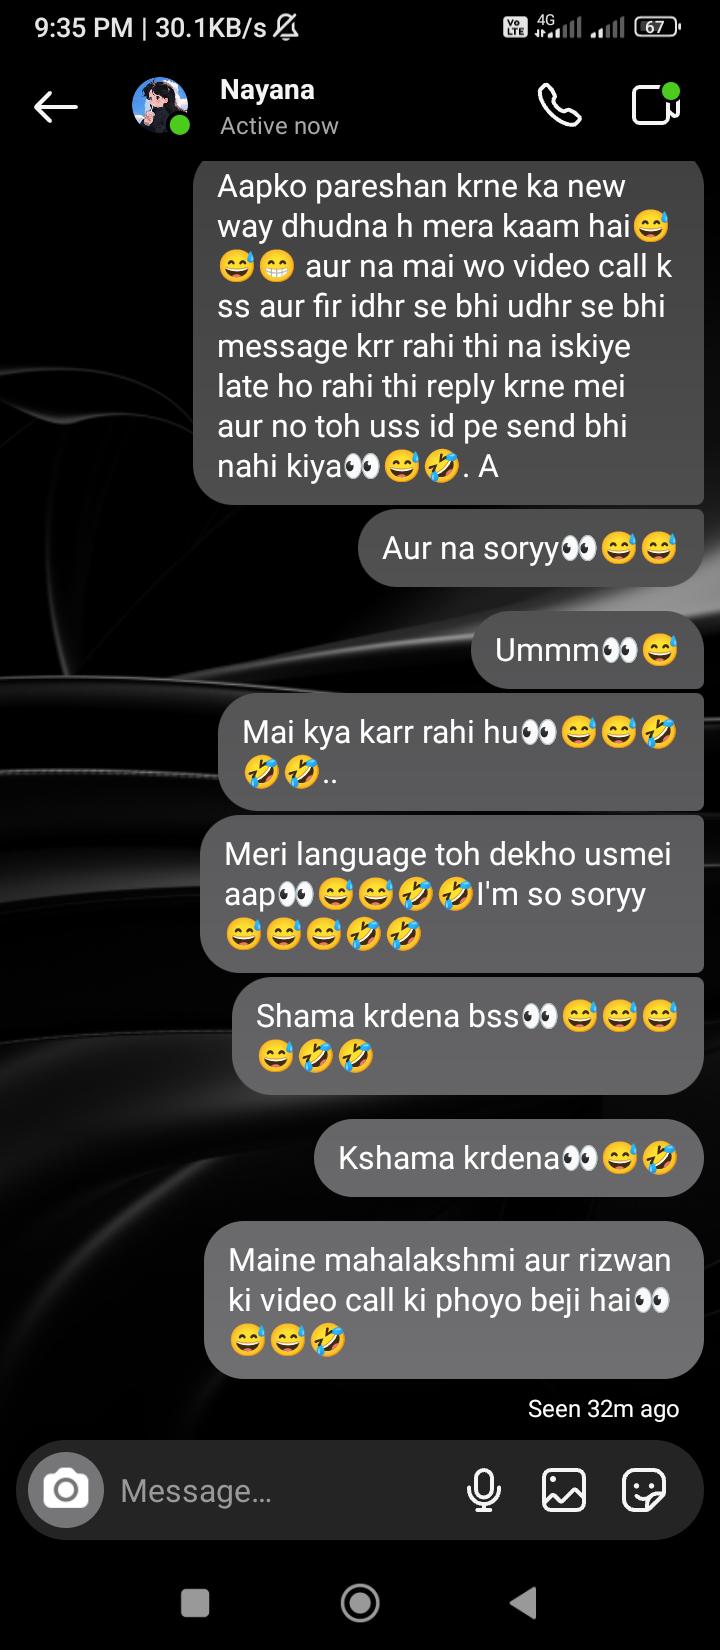 9:35 PM | 30.1KB/s
Vo LTE 4G 67
Nayana
Active now
Aapko pareshan krne ka new
way dhudna h mera kaam hai😅
😅😁 aur na mai wo video call k
ss aur fir idhr se bhi udhr se bhi
message krr rahi thi na iskiye
late ho rahi thi reply krne mei
aur no toh uss id pe send bhi
nahi kiya👀😅🤣. A
Aur na soryy👀😅😅
Ummm👀😅
Mai kya karr rahi hu👀😅😅🤣
🤣🤣..
Meri language toh dekho usmei
aap👀😅😅🤣🤣I'm so soryy
😅😅😅🤣🤣
Shama krdena bss👀😅😅😅
😅🤣🤣
Kshama krdena👀😅🤣
Maine mahalakshmi aur rizwan
ki video call ki phoyo beji hai👀
😅😅🤣
Seen 32m ago
Message...